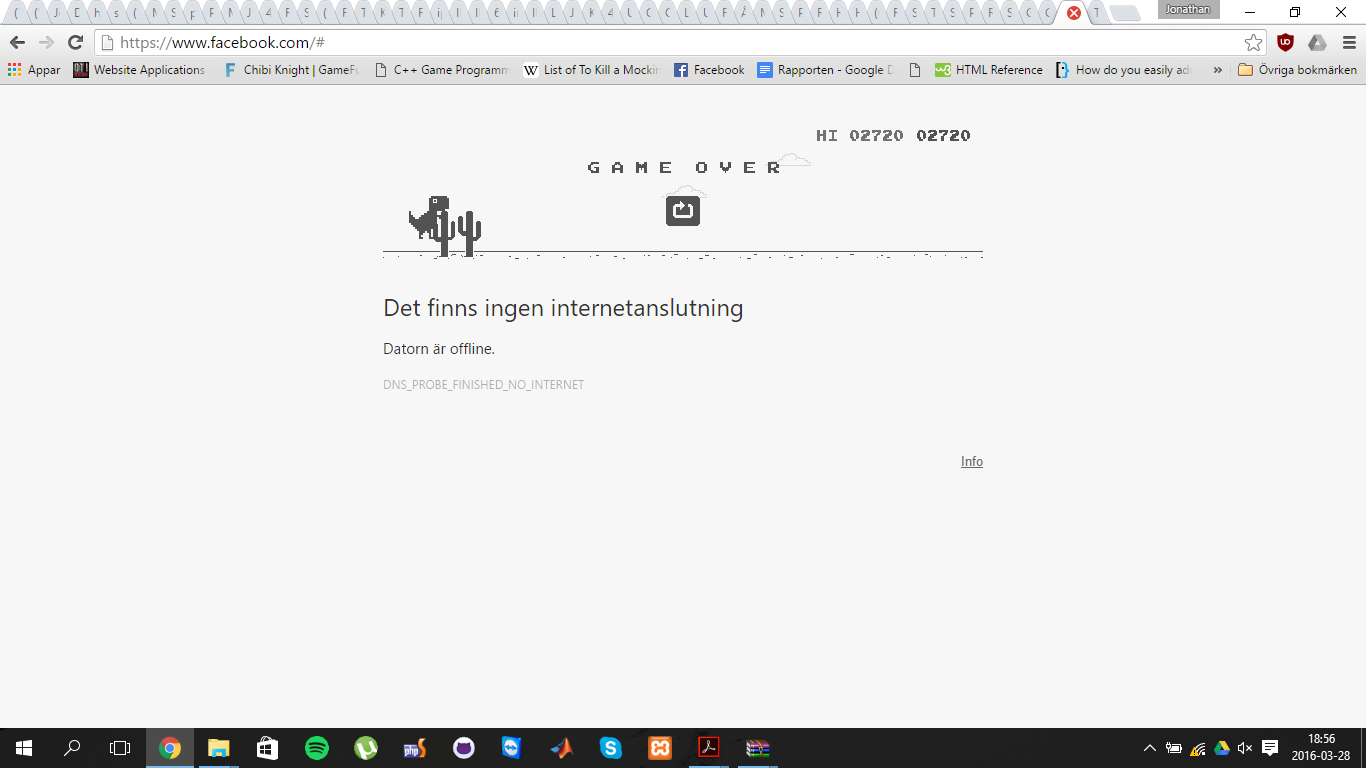 Jonathan
https://www.facebook.com/#
Appar Website Applications Chibi Knight | GameFu C++ Game Programm List of To Kill a Mockin Facebook Rapporten - Google D HTML Reference How do you easily ad » Övriga bokmärken
HI 02720 02720
GAME OVER
Det finns ingen internetanslutning
Datorn är offline.
DNS_PROBE_FINISHED_NO_INTERNET
Info
18:56
2016-03-28